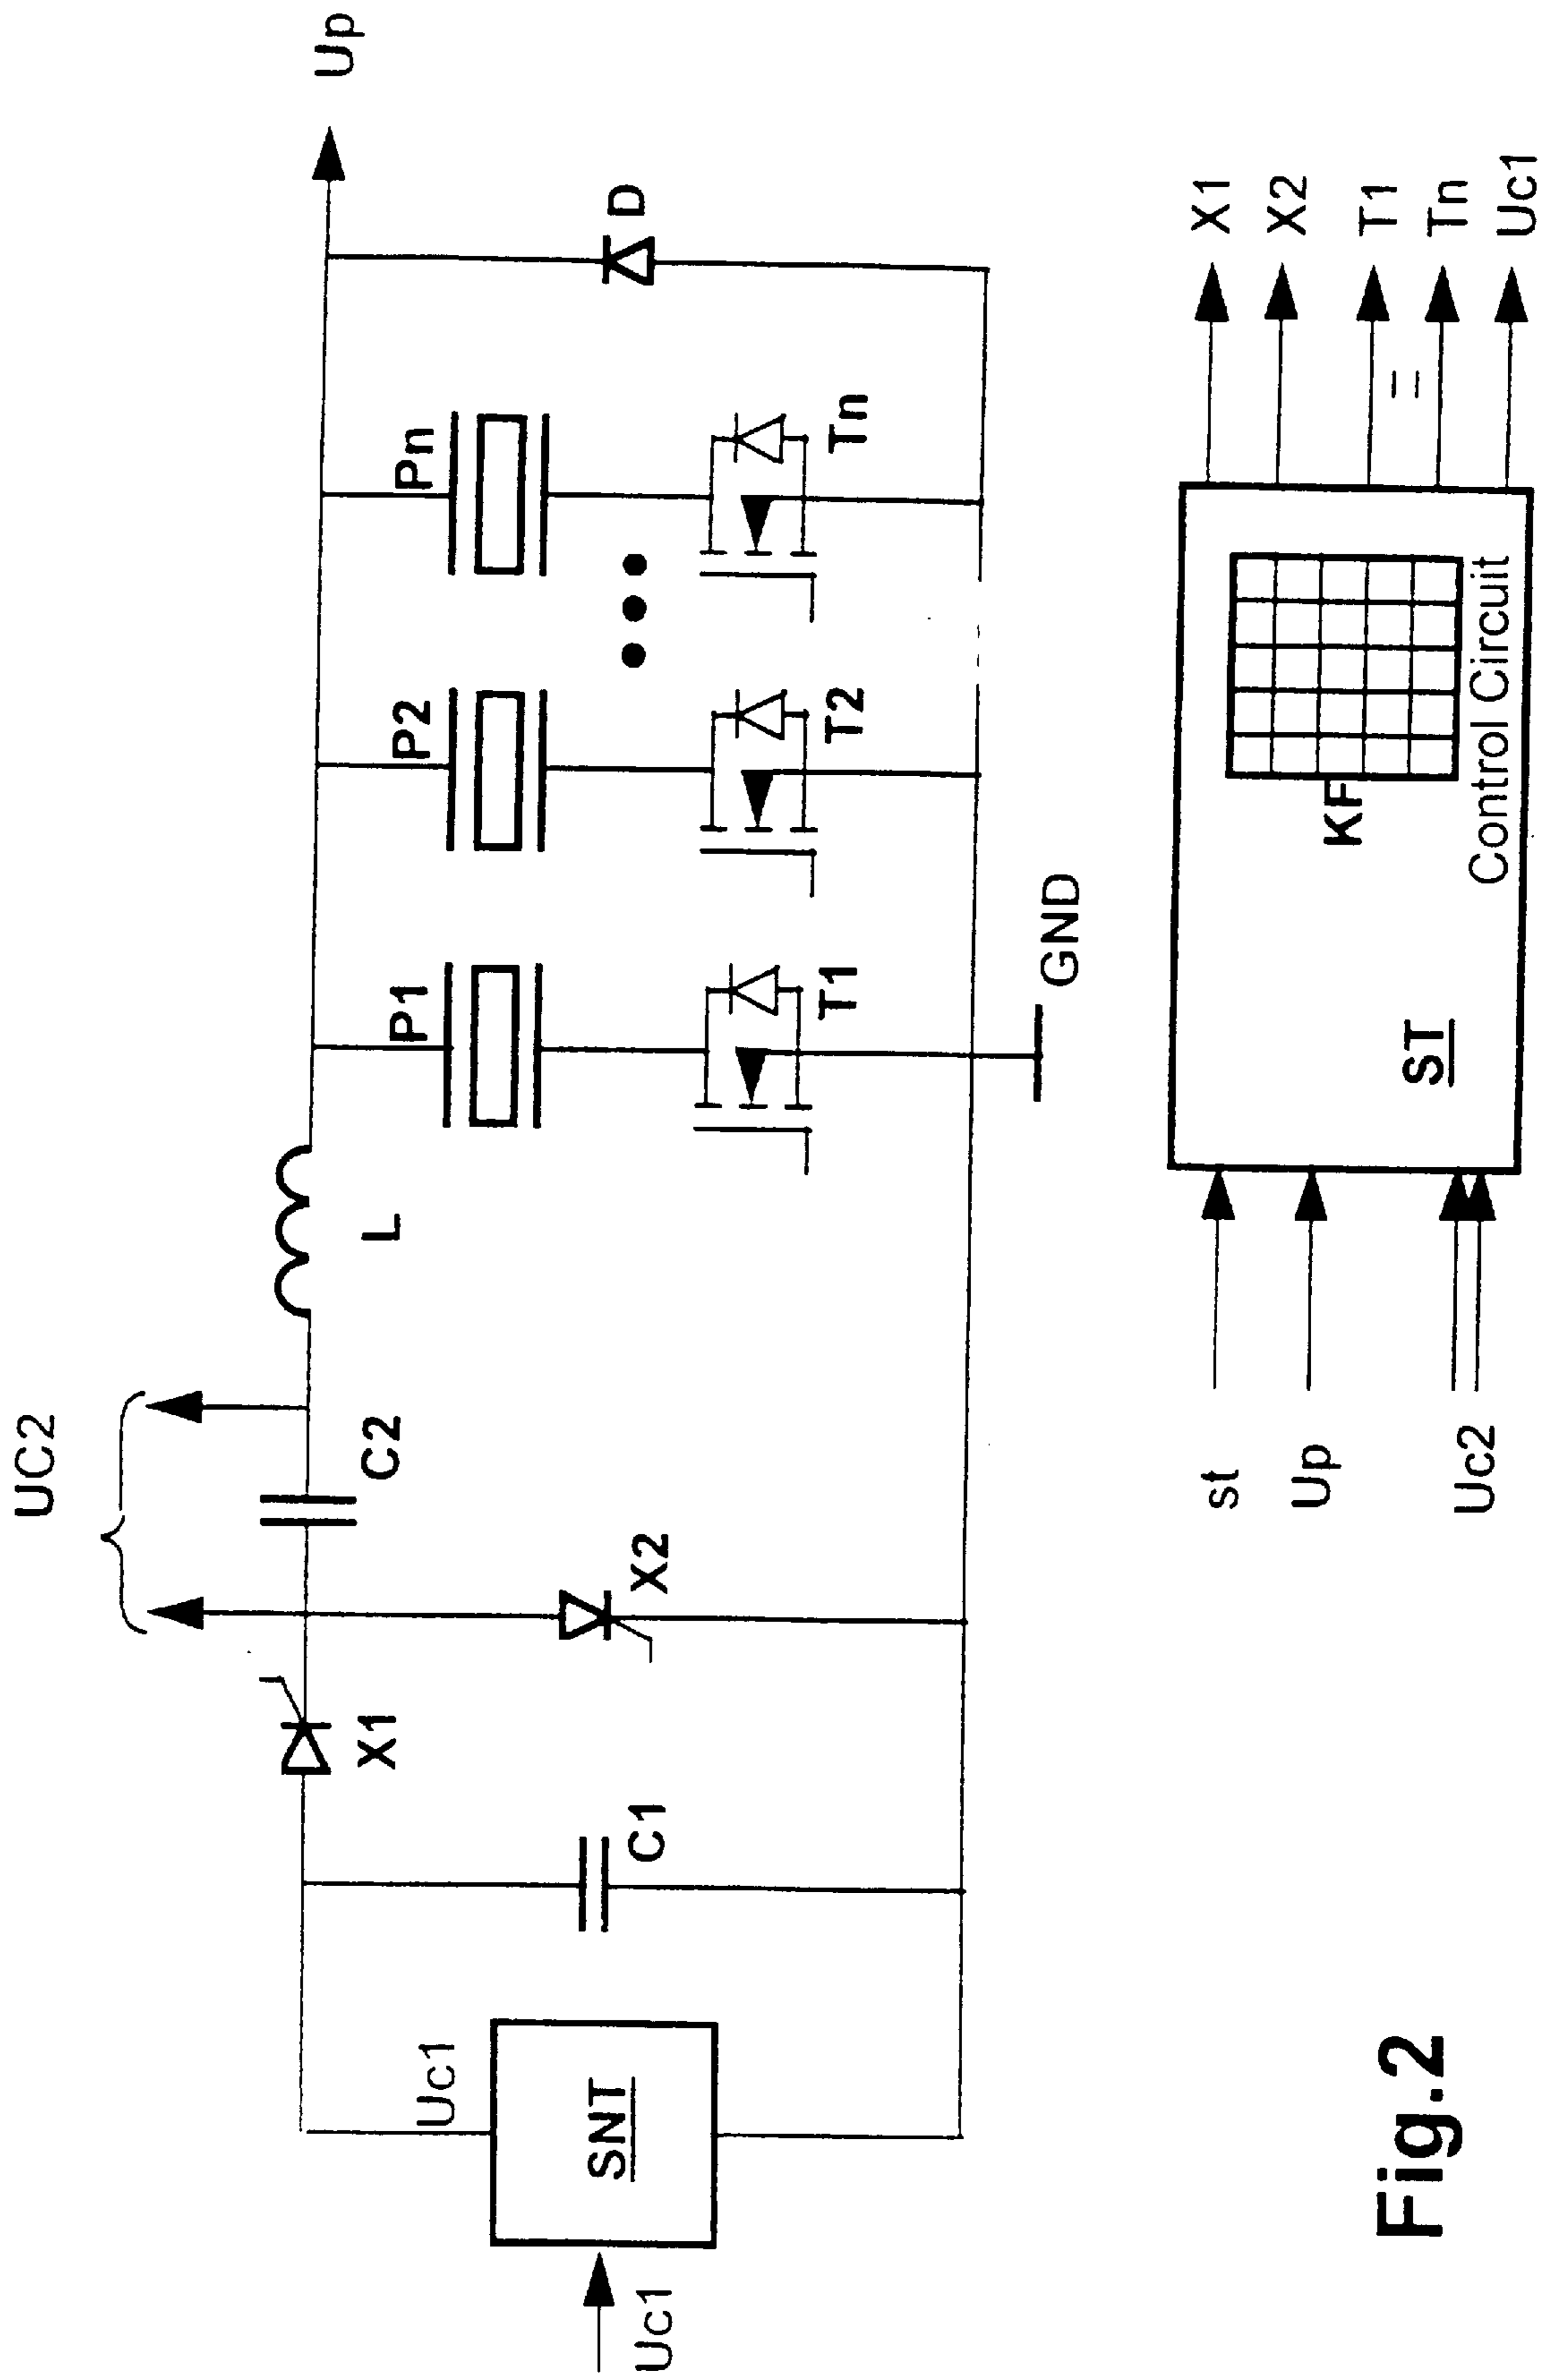 UC2
Up
X1
C2
L
P1
P2
Pn
Uc1
SNT
C1
X2
D
T1
T2
Tn
Uc1
GND
st
Up
Uc2
ST
KF
Control Circuit
X1
X2
T1
=
Tn
Uc1
Fig.2